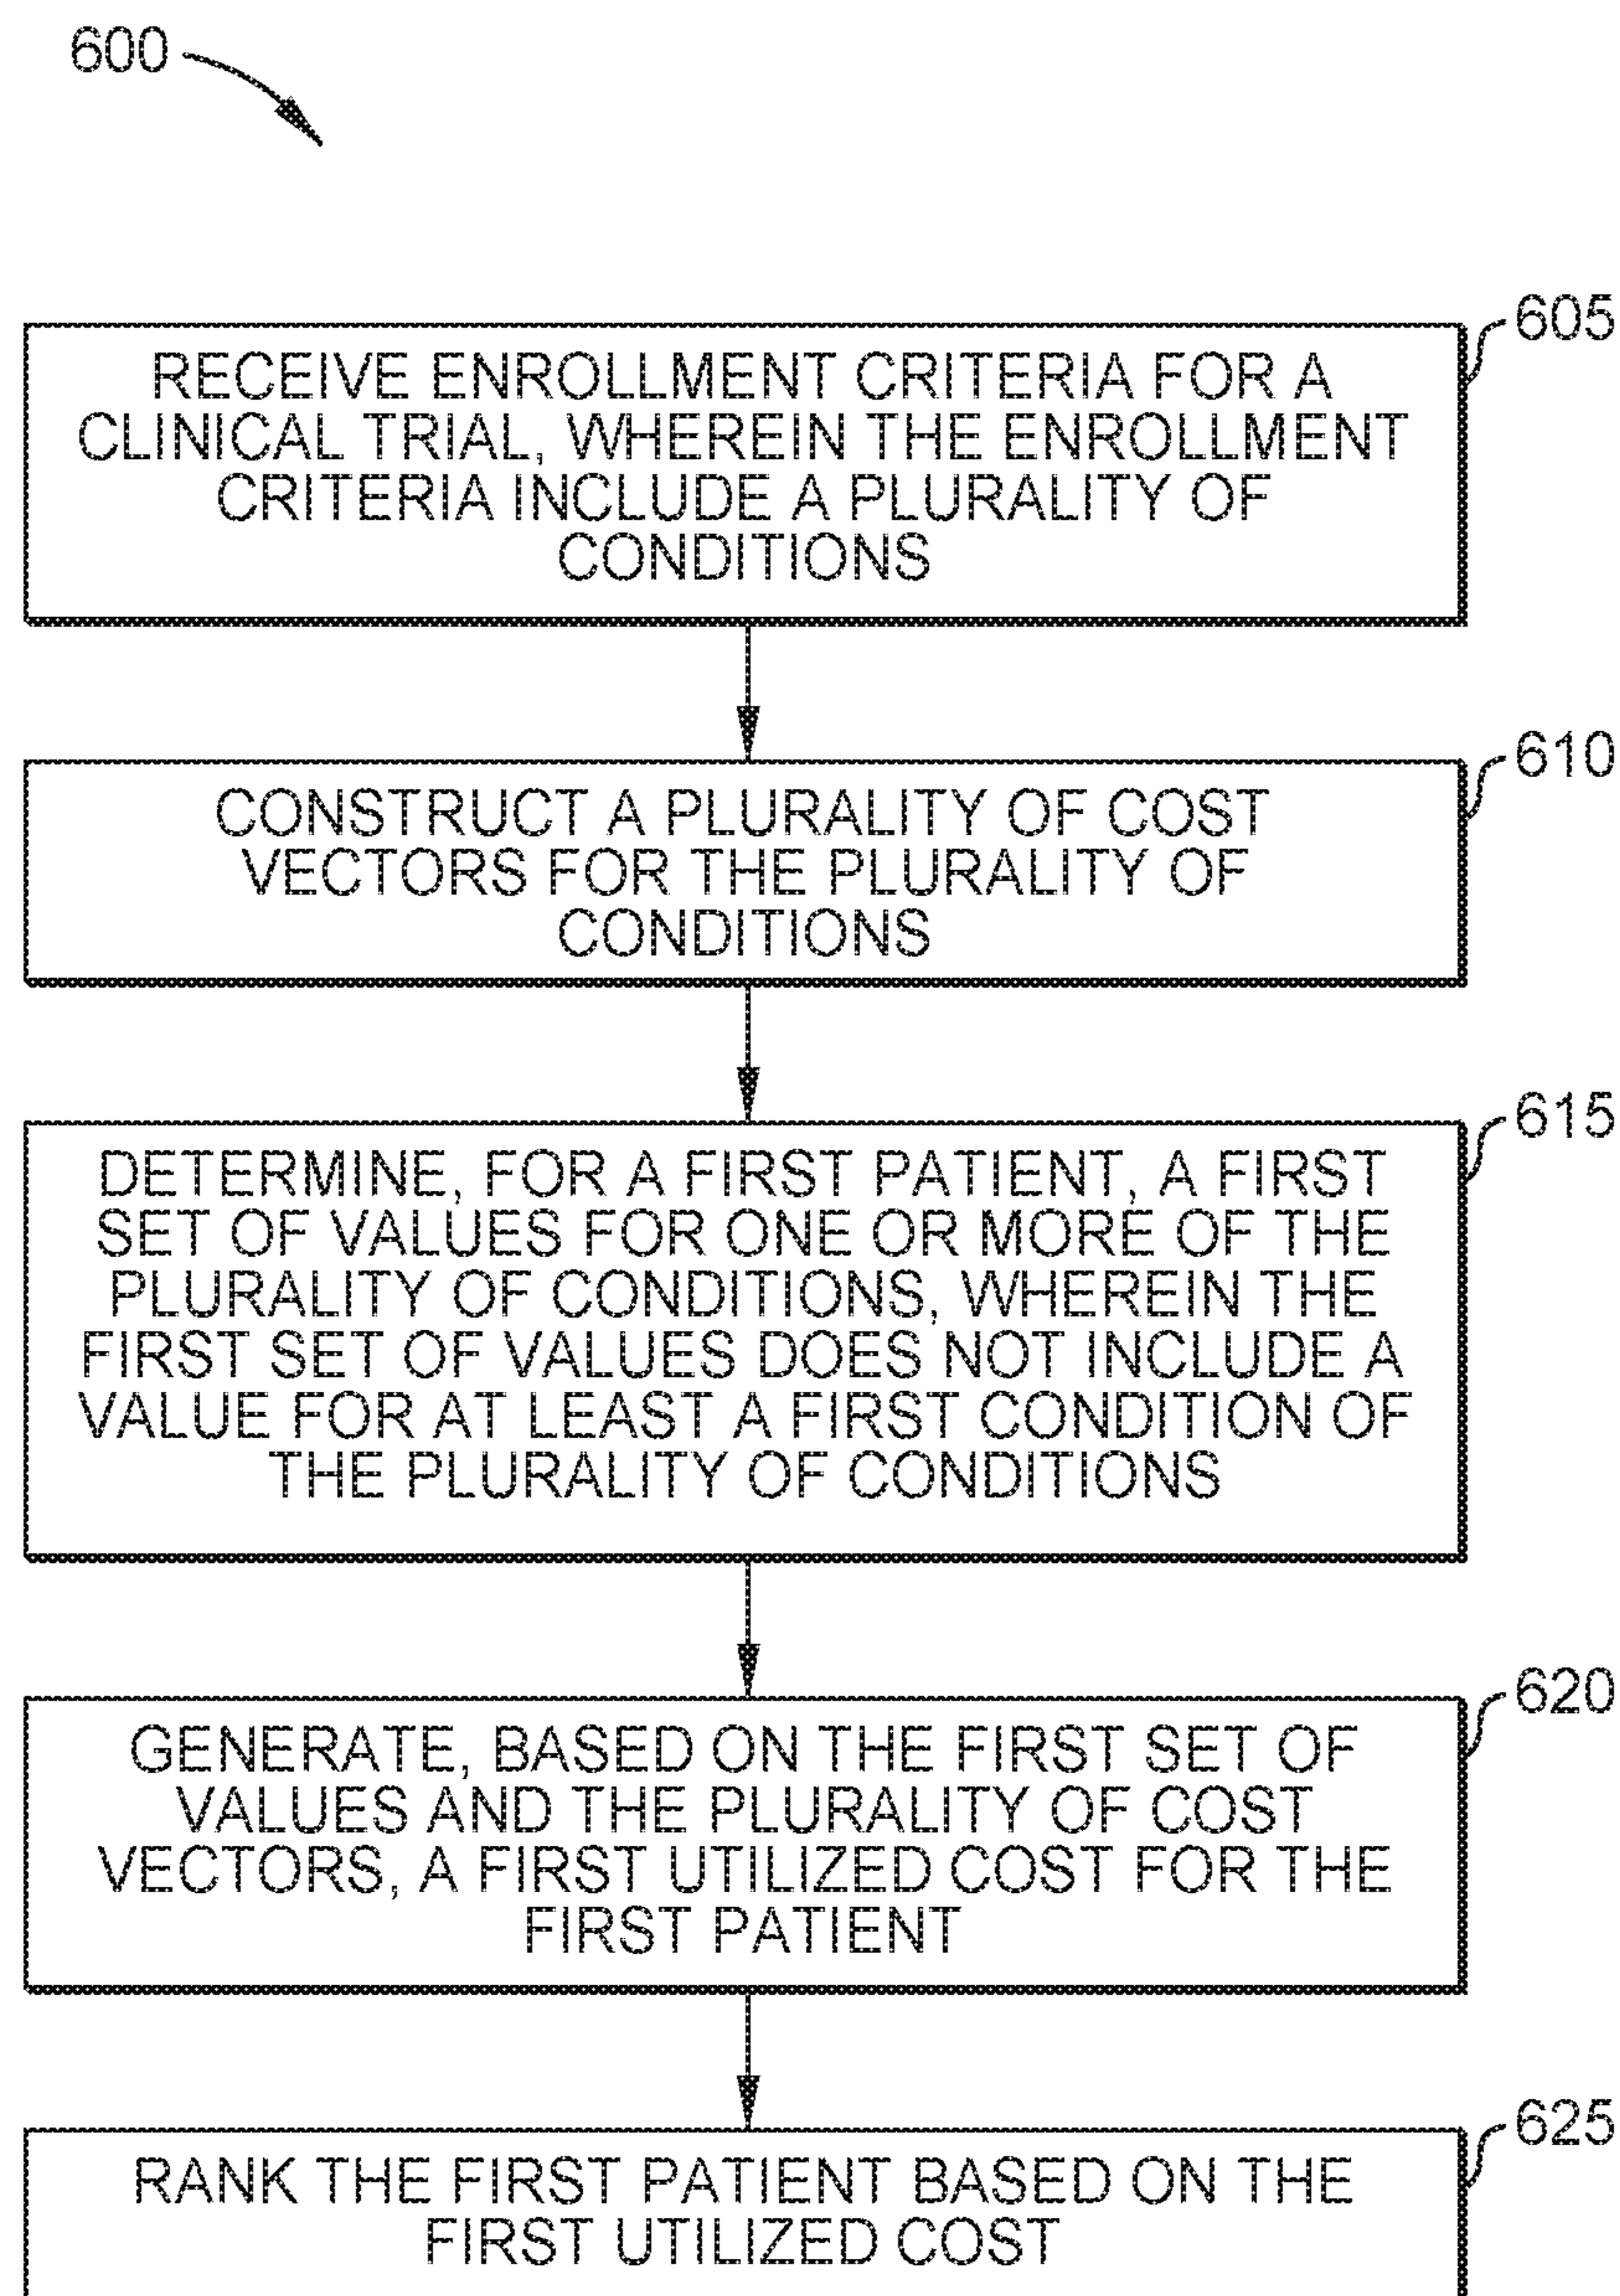 600
605
RECEIVE ENROLLMENT CRITERIA FOR A
CLINICAL TRIAL, WHEREIN THE ENROLLMENT
CRITERIA INCLUDE A PLURALITY OF
CONDITIONS
610
CONSTRUCT A PLURALITY OF COST
VECTORS FOR THE PLURALITY OF
CONDITIONS
615
DETERMINE, FOR A FIRST PATIENT, A FIRST
SET OF VALUES FOR ONE OR MORE OF THE
PLURALITY OF CONDITIONS, WHEREIN THE
FIRST SET OF VALUES DOES NOT INCLUDE A
VALUE FOR AT LEAST A FIRST CONDITION OF
THE PLURALITY OF CONDITIONS
620
GENERATE, BASED ON THE FIRST SET OF
VALUES AND THE PLURALITY OF COST
VECTORS, A FIRST UTILIZED COST FOR THE
FIRST PATIENT
625
RANK THE FIRST PATIENT BASED ON THE
FIRST UTILIZED COST